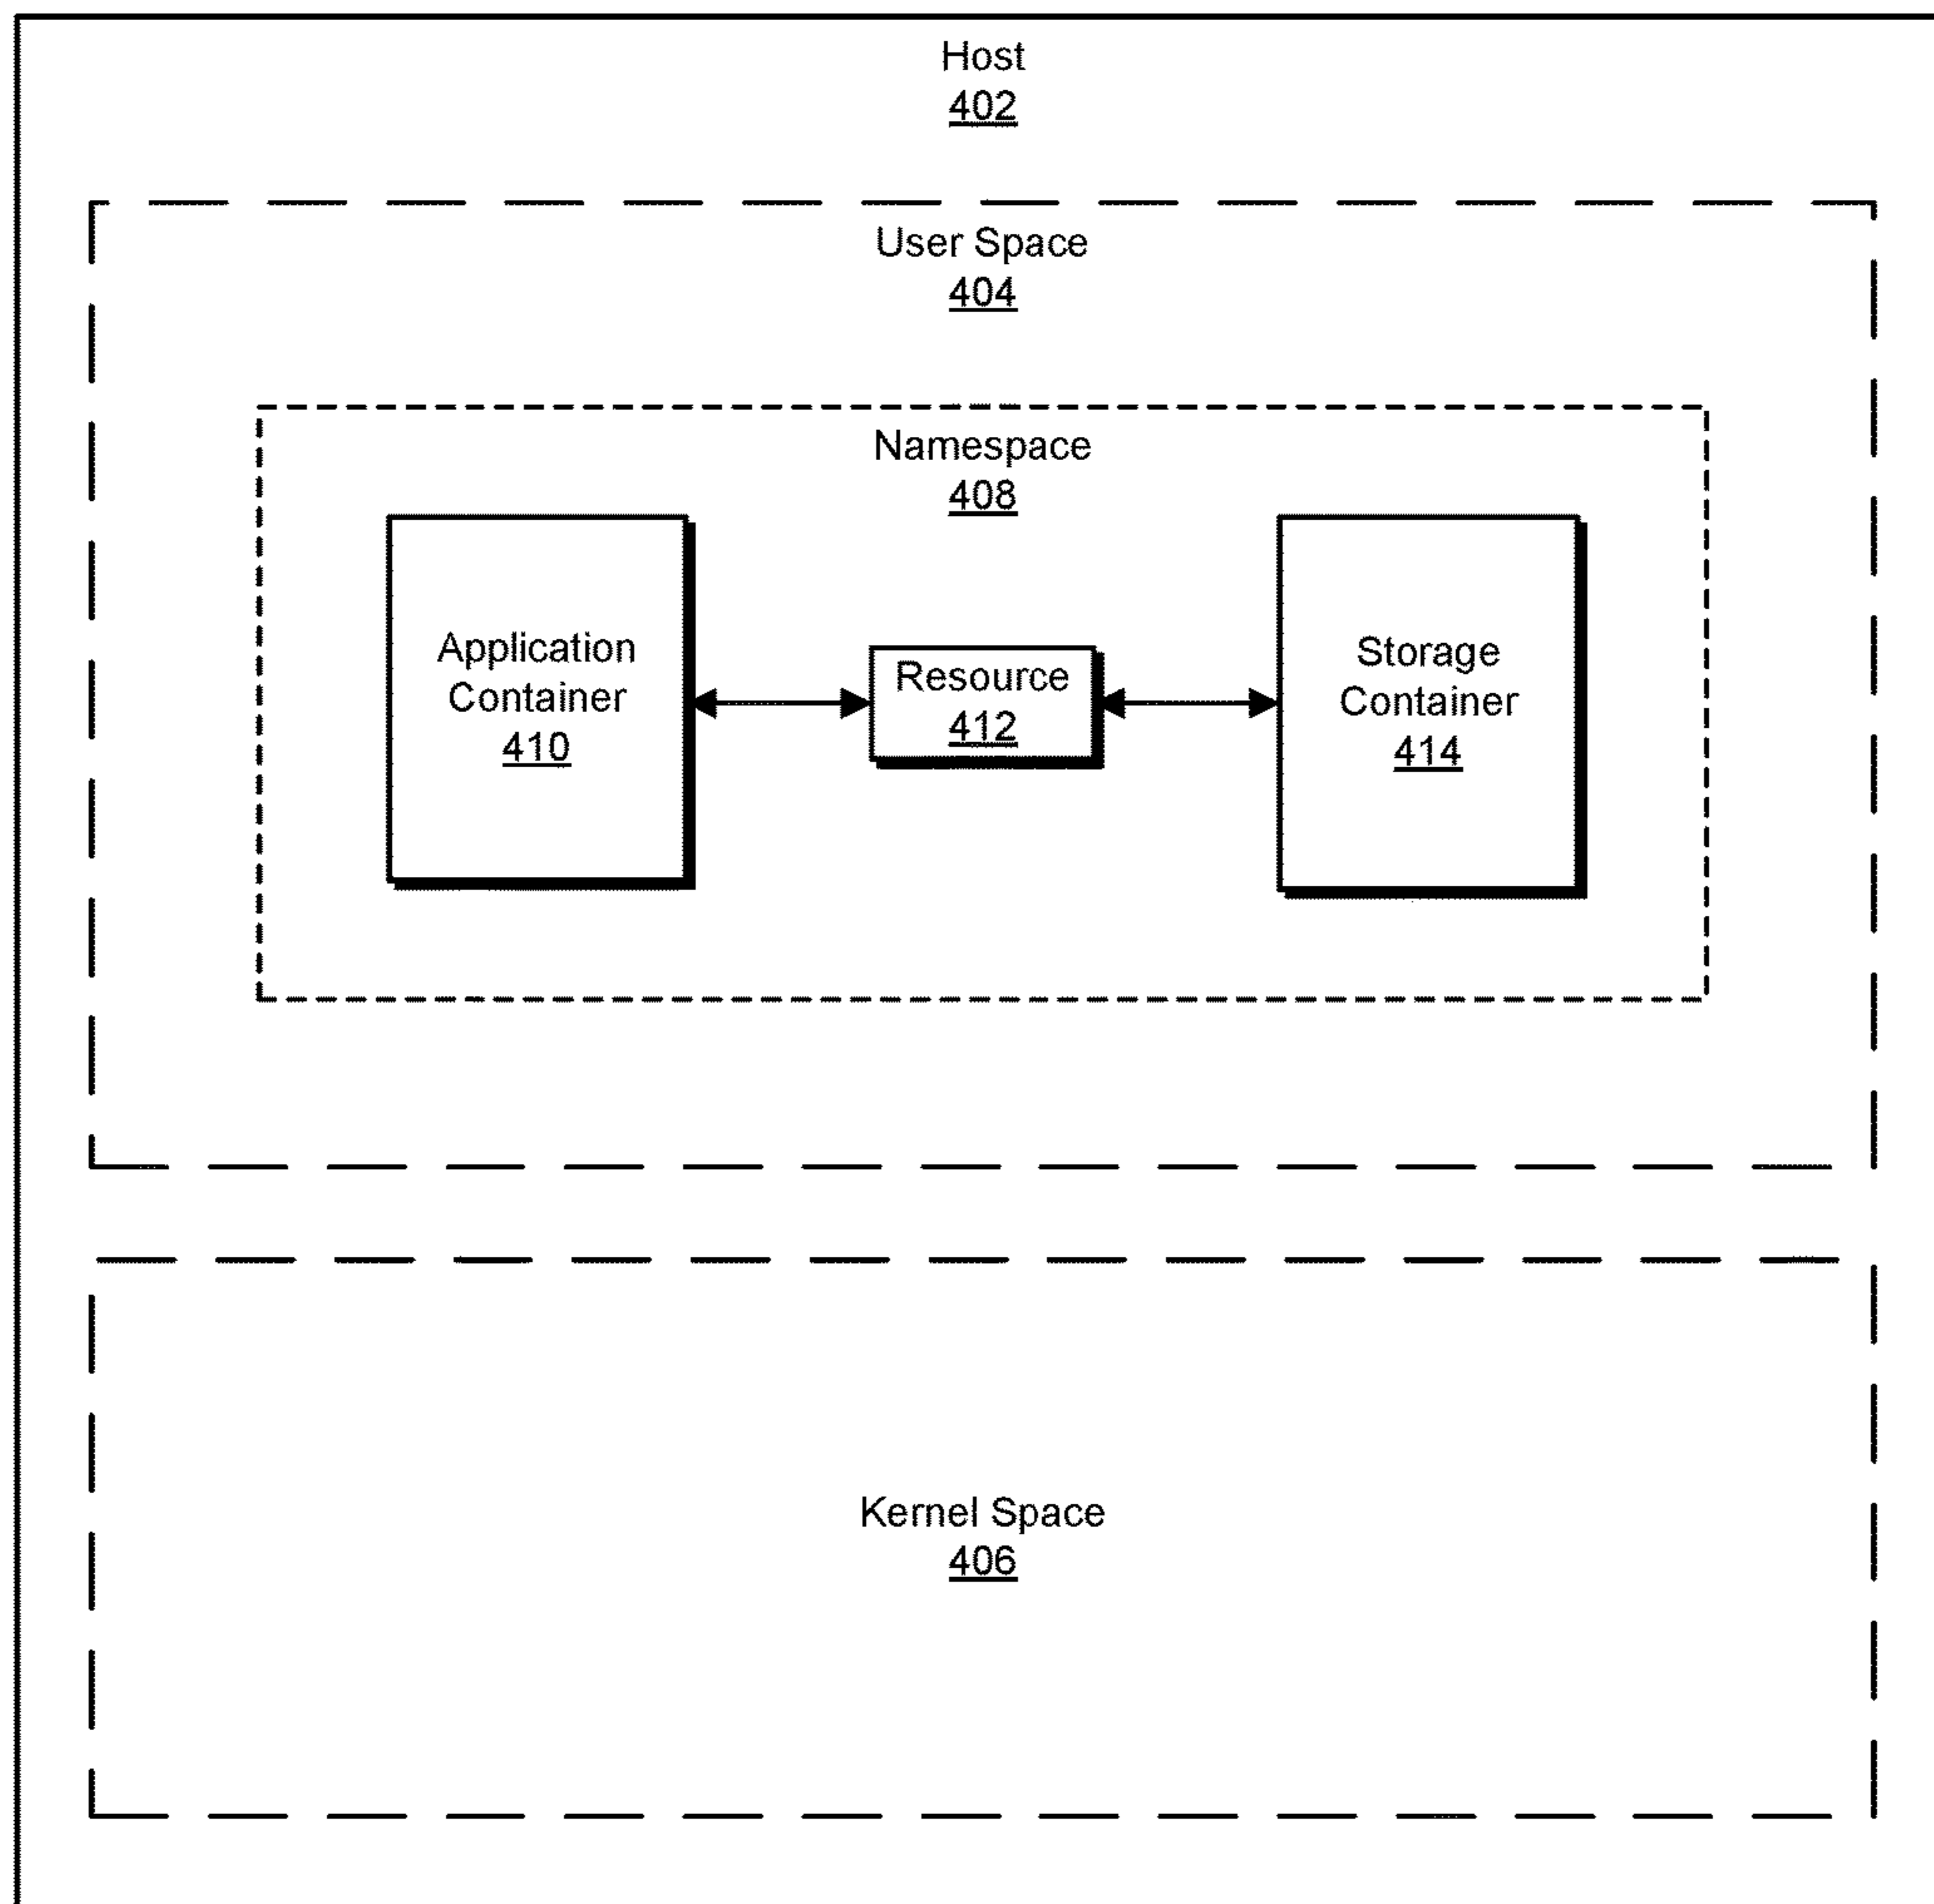 Host
402
User Space
404
Namespace
408
Application
Container
410
Resource
412
Storage
Container
414
Kernel Space
406